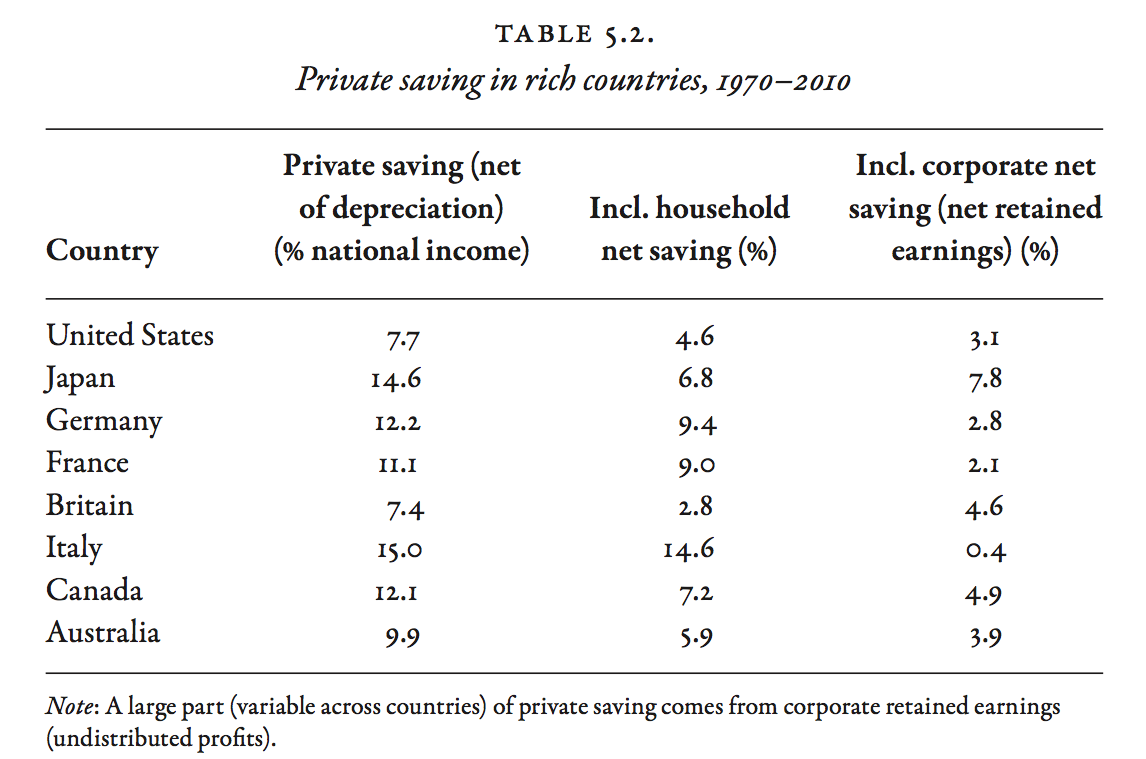 TABLE 5.2.
Private saving in rich countries, 1970–2010
Country Private saving (net of depreciation) (% national income) Incl. household net saving (%) Incl. corporate net saving (net retained earnings) (%)
United States 7.7 4.6 3.1
Japan 14.6 6.8 7.8
Germany 12.2 9.4 2.8
France 11.1 9.0 2.1
Britain 7.4 2.8 4.6
Italy 15.0 14.6 0.4
Canada 12.1 7.2 4.9
Australia 9.9 5.9 3.9
Note: A large part (variable across countries) of private saving comes from corporate retained earnings
(undistributed profits).